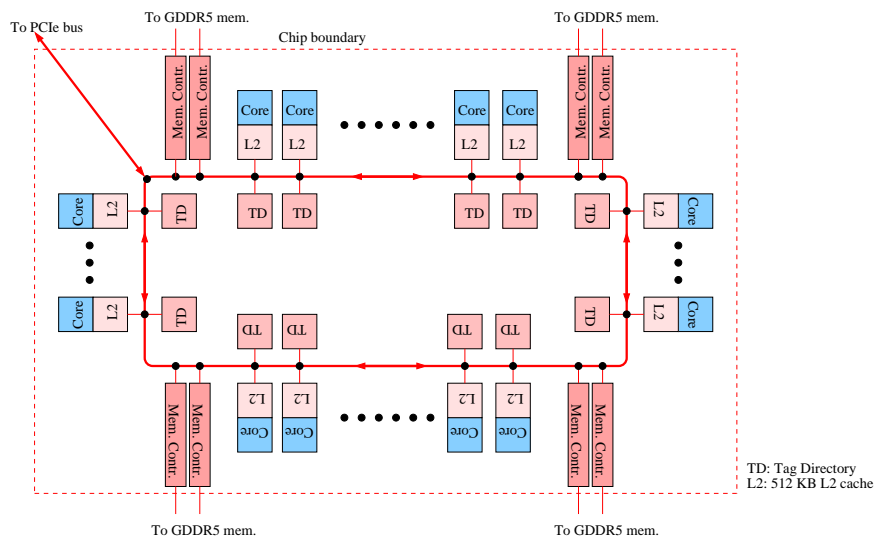 To GDDR5 mem.
To GDDR5 mem.
To PCIe bus
Chip boundary
Mem. Contr.
Mem. Contr.
Mem. Contr.
Mem. Contr.
Core
Core
Core
Core
L2
L2
L2
L2
TD
TD
TD
TD
Core
L2
TD
TD
L2
Core
Core
L2
TD
TD
L2
Core
TD
TD
TD
TD
L2
L2
L2
L2
Core
Core
Core
Core
Mem. Contr.
Mem. Contr.
Mem. Contr.
Mem. Contr.
TD: Tag Directory
L2: 512 KB L2 cache
To GDDR5 mem.
To GDDR5 mem.